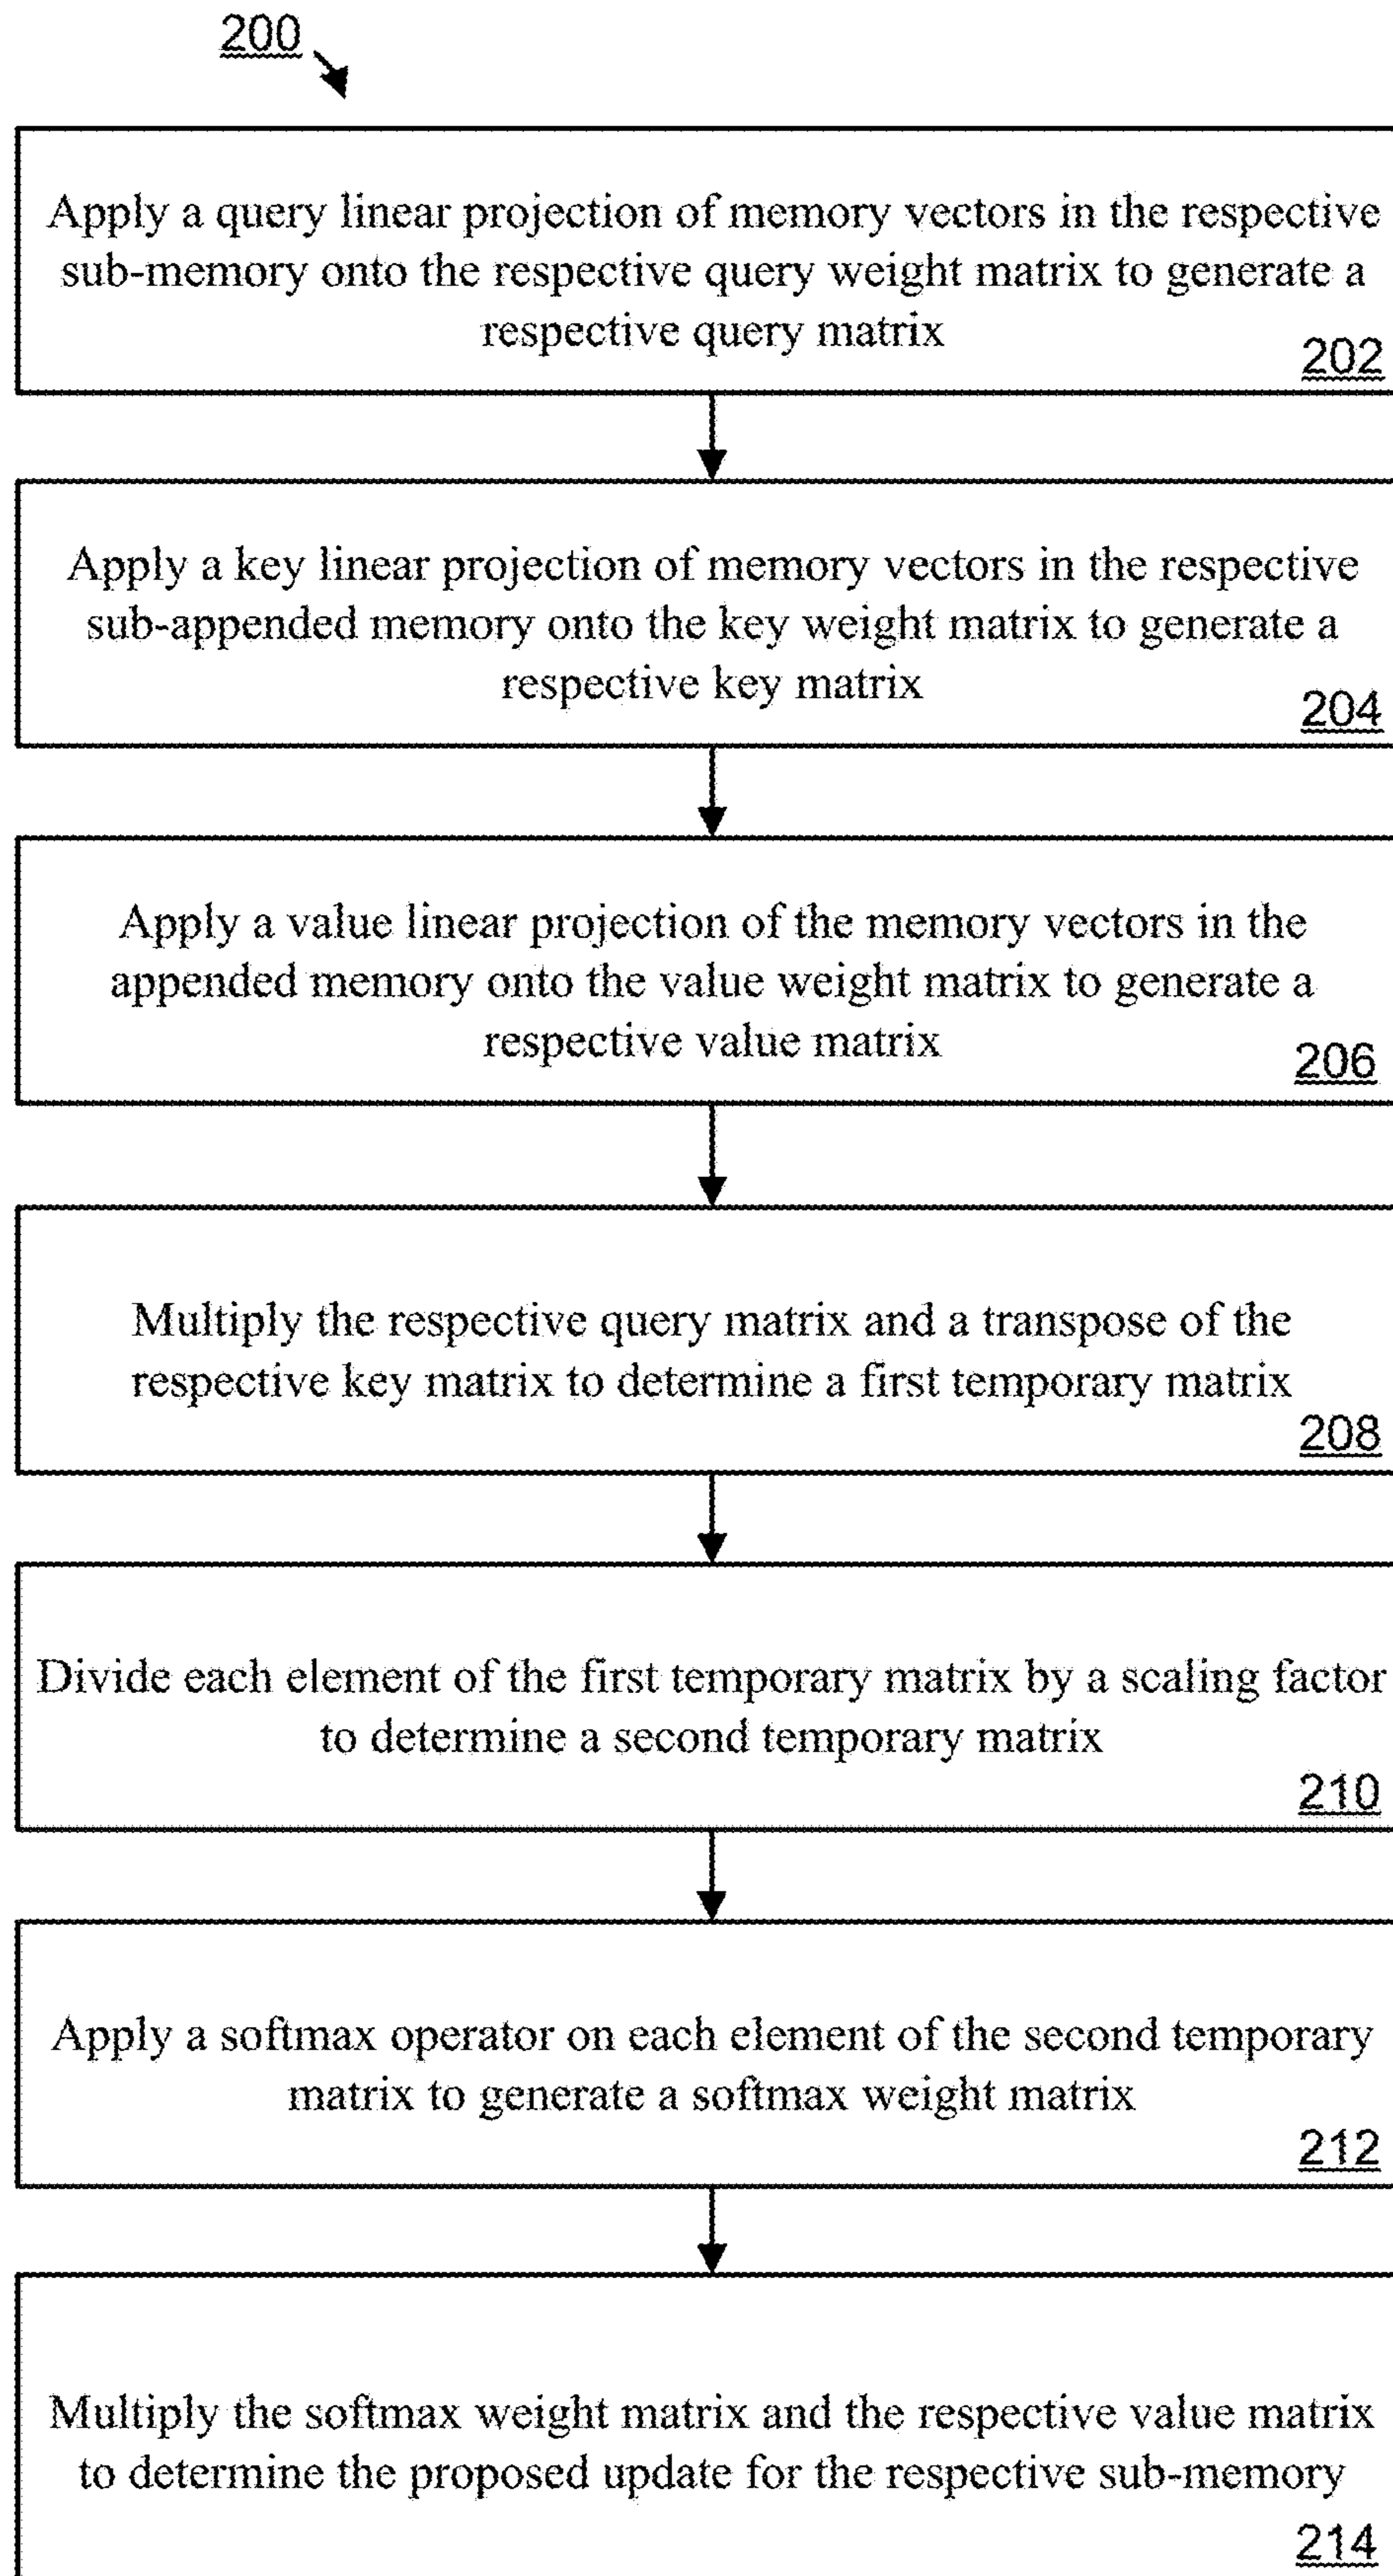 200
Apply a query linear projection of memory vectors in the respective
sub-memory onto the respective query weight matrix to generate a
respective query matrix
202
Apply a key linear projection of memory vectors in the respective
sub-appended memory onto the key weight matrix to generate a
respective key matrix
204
Apply a value linear projection of the memory vectors in the
appended memory onto the value weight matrix to generate a
respective value matrix
206
Multiply the respective query matrix and a transpose of the
respective key matrix to determine a first temporary matrix
208
Divide each element of the first temporary matrix by a scaling factor
to determine a second temporary matrix
210
Apply a softmax operator on each element of the second temporary
matrix to generate a softmax weight matrix
212
Multiply the softmax weight matrix and the respective value matrix
to determine the proposed update for the respective sub-memory
214